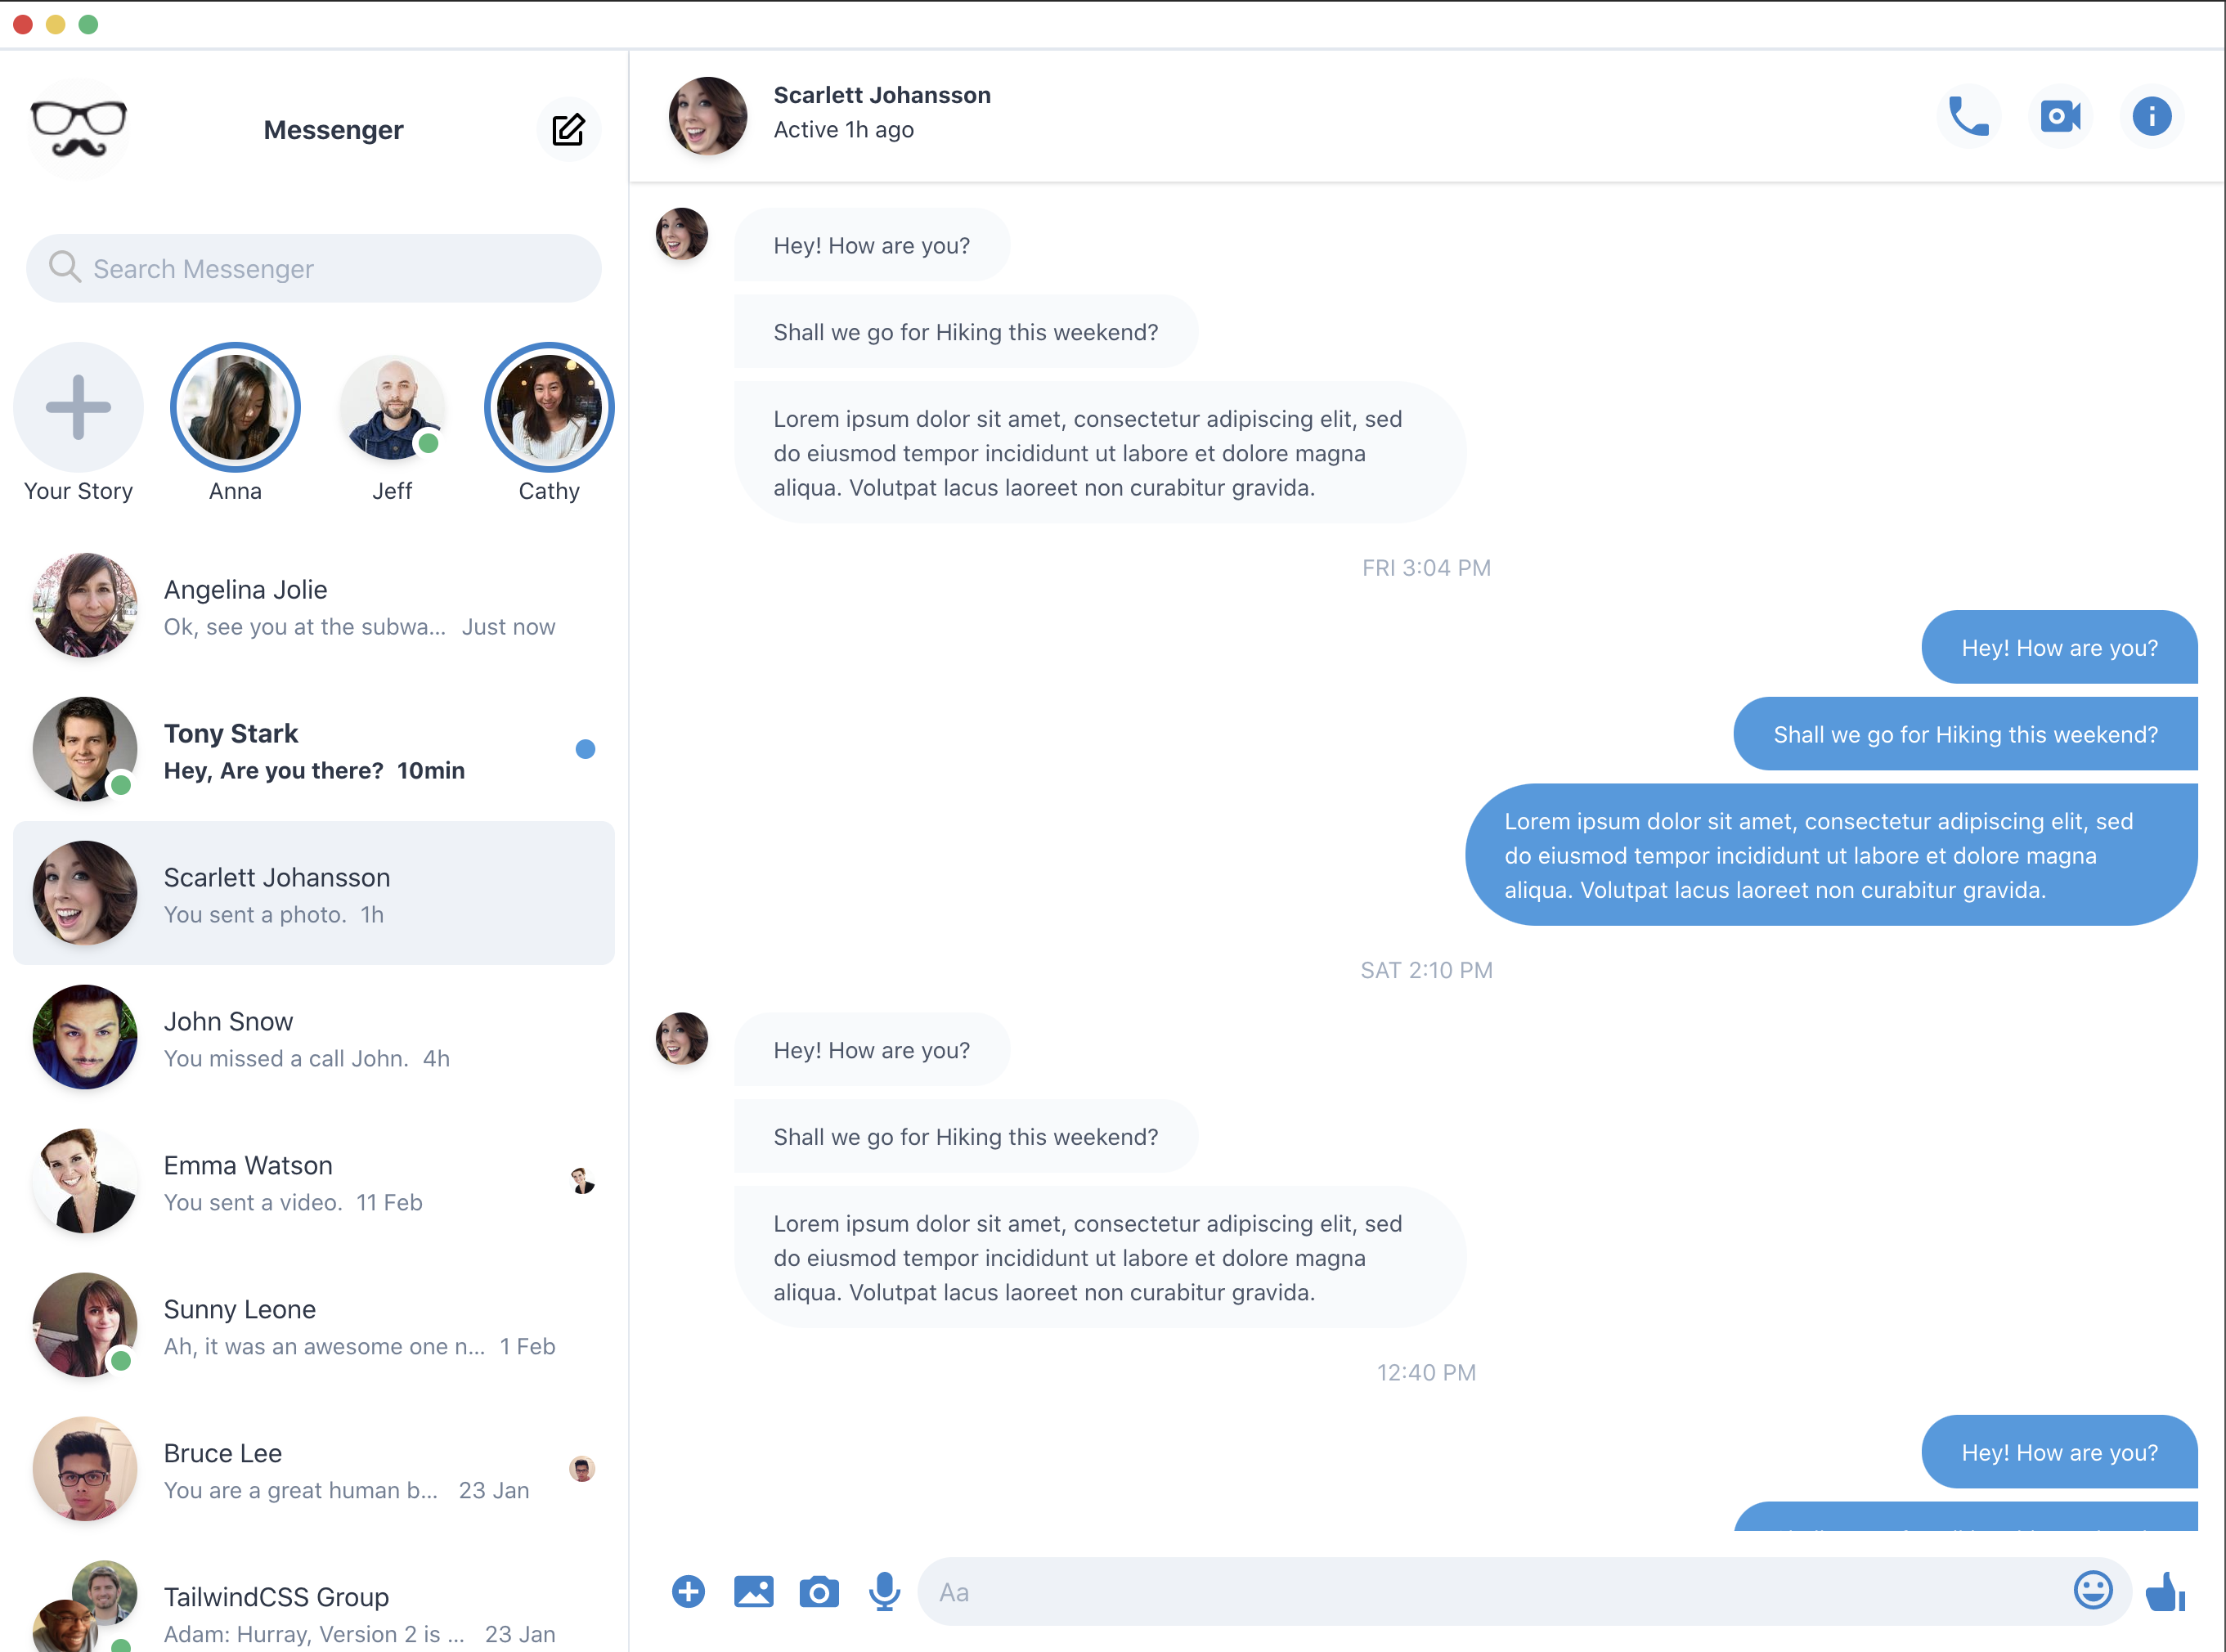 Messenger
Search Messenger
Your Story
Anna
Jeff
Cathy
Angelina Jolie
Ok, see you at the subwa... Just now
Tony Stark
Hey, Are you there? 10min
Scarlett Johansson
You sent a photo. 1h
John Snow
You missed a call John. 4h
Emma Watson
You sent a video. 11 Feb
Sunny Leone
Ah, it was an awesome one n... 1 Feb
Bruce Lee
You are a great human b... 23 Jan
TailwindCSS Group
Adam: Hurray, Version 2 is ... 23 Jan
Scarlett Johansson
Active 1h ago
Hey! How are you?
Shall we go for Hiking this weekend?
Lorem ipsum dolor sit amet, consectetur adipiscing elit, sed
do eiusmod tempor incididunt ut labore et dolore magna
aliqua. Volutpat lacus laoreet non curabitur gravida.
FRI 3:04 PM
Hey! How are you?
Shall we go for Hiking this weekend?
Lorem ipsum dolor sit amet, consectetur adipiscing elit, sed
do eiusmod tempor incididunt ut labore et dolore magna
aliqua. Volutpat lacus laoreet non curabitur gravida.
SAT 2:10 PM
Hey! How are you?
Shall we go for Hiking this weekend?
Lorem ipsum dolor sit amet, consectetur adipiscing elit, sed
do eiusmod tempor incididunt ut labore et dolore magna
aliqua. Volutpat lacus laoreet non curabitur gravida.
12:40 PM
Hey! How are you?
Aa